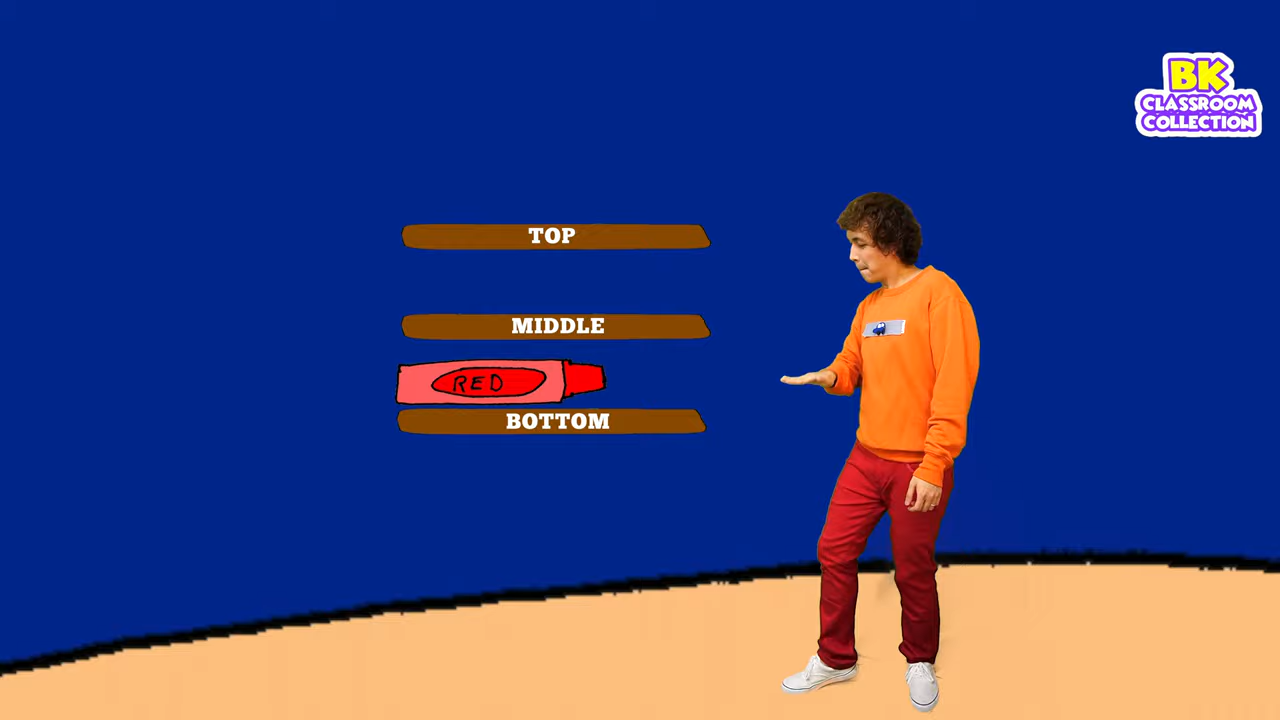 BK
CLASSROOM
COLLECTION
TOP
MIDDLE
RED
BOTTOM